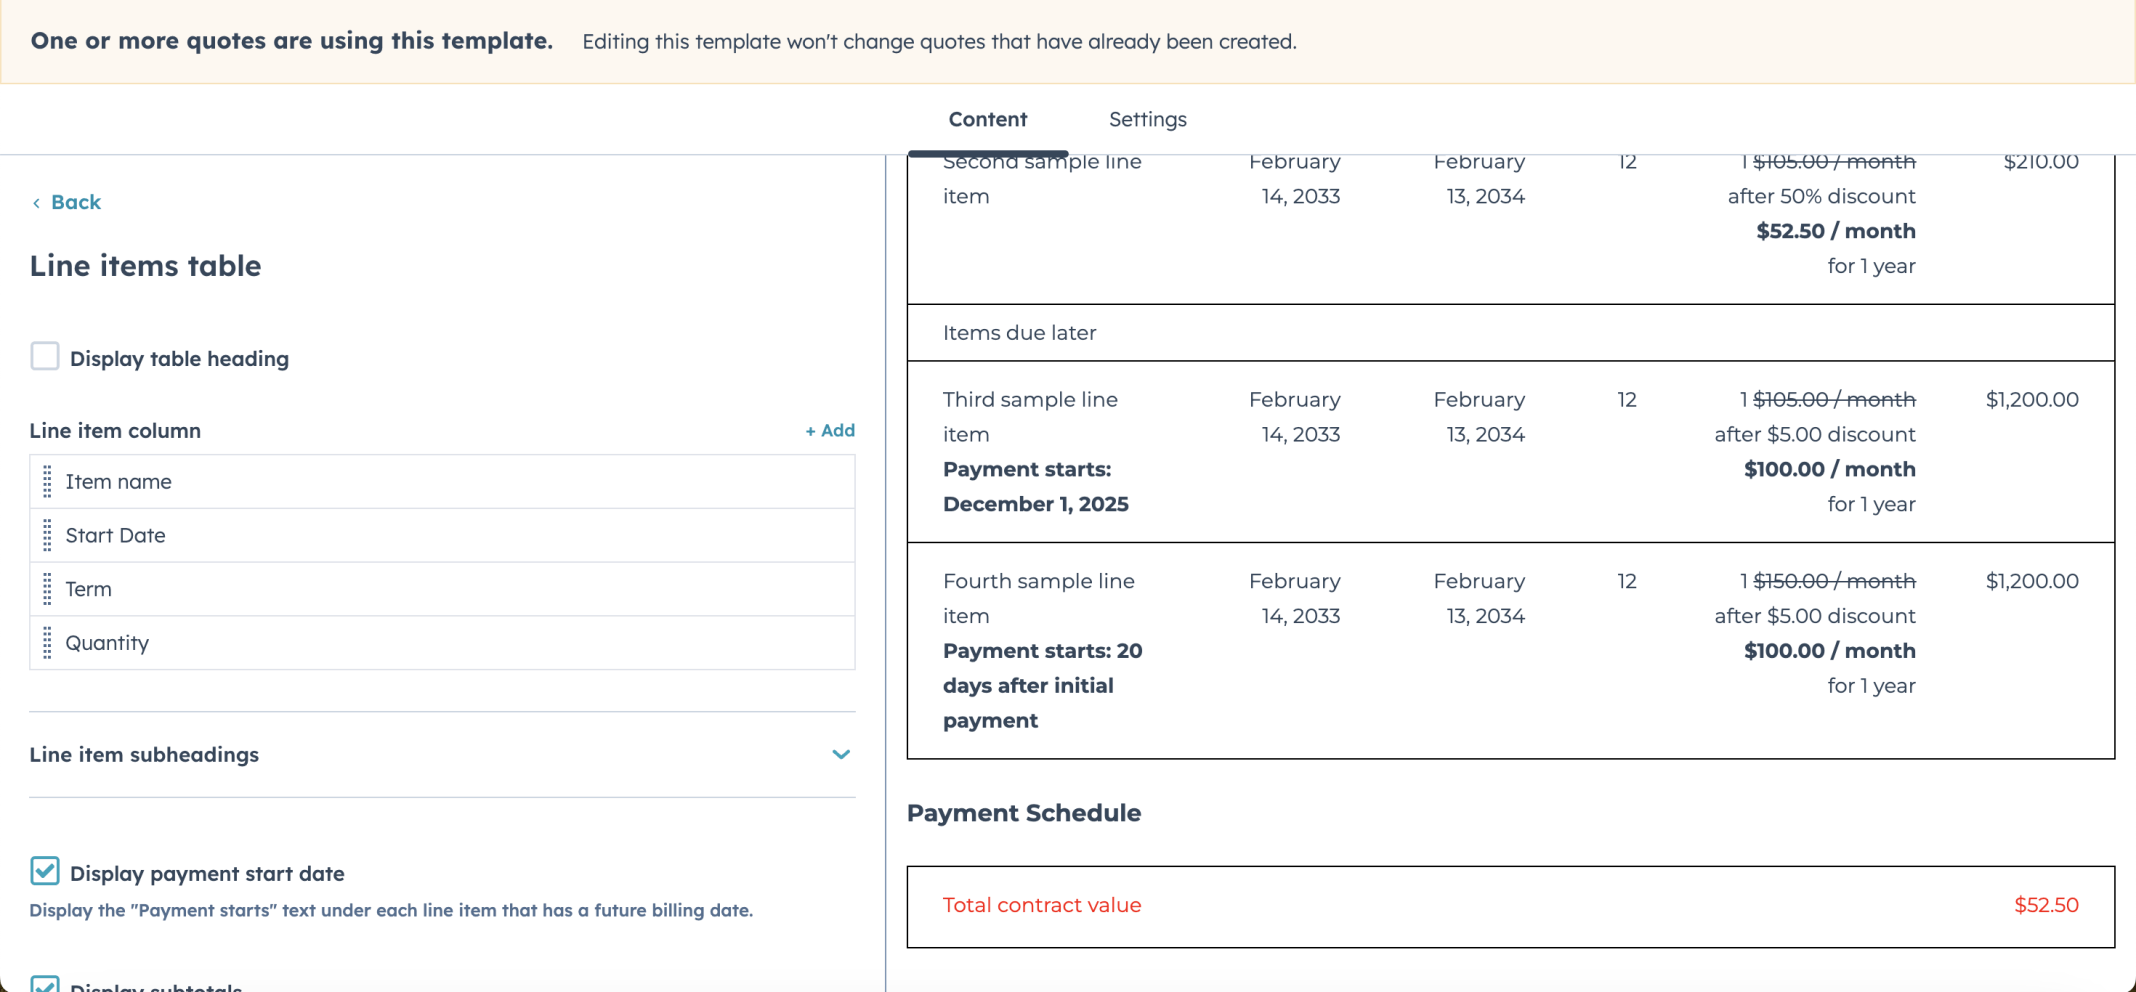 One or more quotes are using this template. Editing this template won't change quotes that have already been created.
Content Settings
‹ Back
Line items table
Display table heading
Line item column + Add
Item name
Start Date
Term
Quantity
Line item subheadings
Display payment start date
Display the "Payment starts" text under each line item that has a future billing date.
Display subtotals
Second sample line February February 12 1 $105.00 / month $210.00
item 14, 2033 13, 2034 after 50% discount
$52.50 / month
for 1 year
Items due later
Third sample line February February 12 1 $105.00 / month $1,200.00
item 14, 2033 13, 2034 after $5.00 discount
Payment starts: $100.00 / month
December 1, 2025 for 1 year
Fourth sample line February February 12 1 $150.00 / month $1,200.00
item 14, 2033 13, 2034 after $5.00 discount
Payment starts: 20 $100.00 / month
days after initial for 1 year
payment
Payment Schedule
Total contract value $52.50